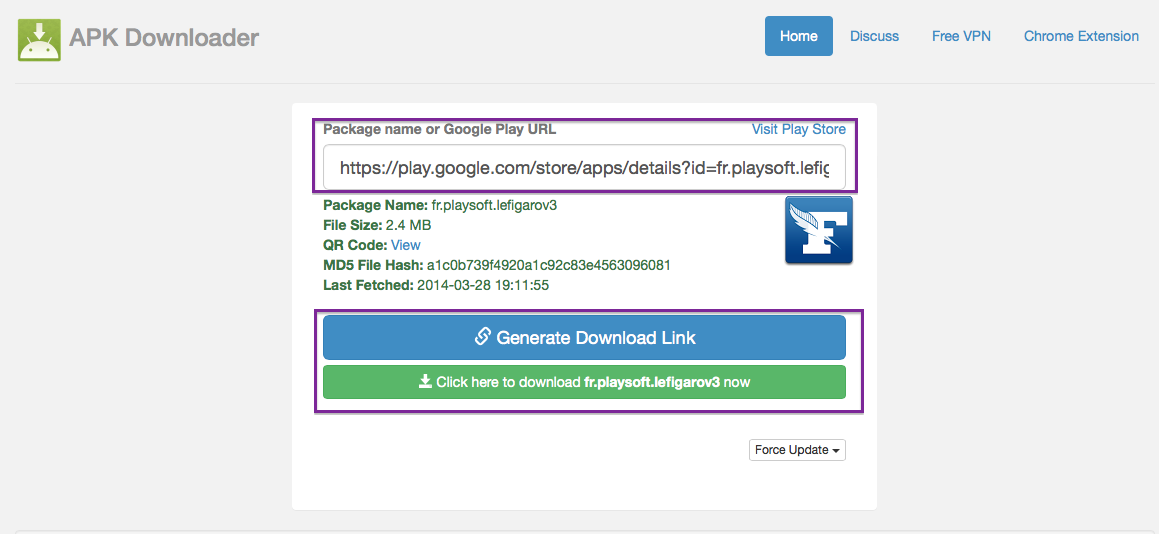 APK Downloader
Home Discuss Free VPN Chrome Extension
Package name or Google Play URL Visit Play Store
https://play.google.com/store/apps/details?id=fr.playsoft.lefig
Package Name: fr.playsoft.lefigarov3
File Size: 2.4 MB
QR Code: View
MD5 File Hash: a1c0b739f4920a1c92c83e4563096081
Last Fetched: 2014-03-28 19:11:55
F
Generate Download Link
Click here to download fr.playsoft.lefigarov3 now
Force Update